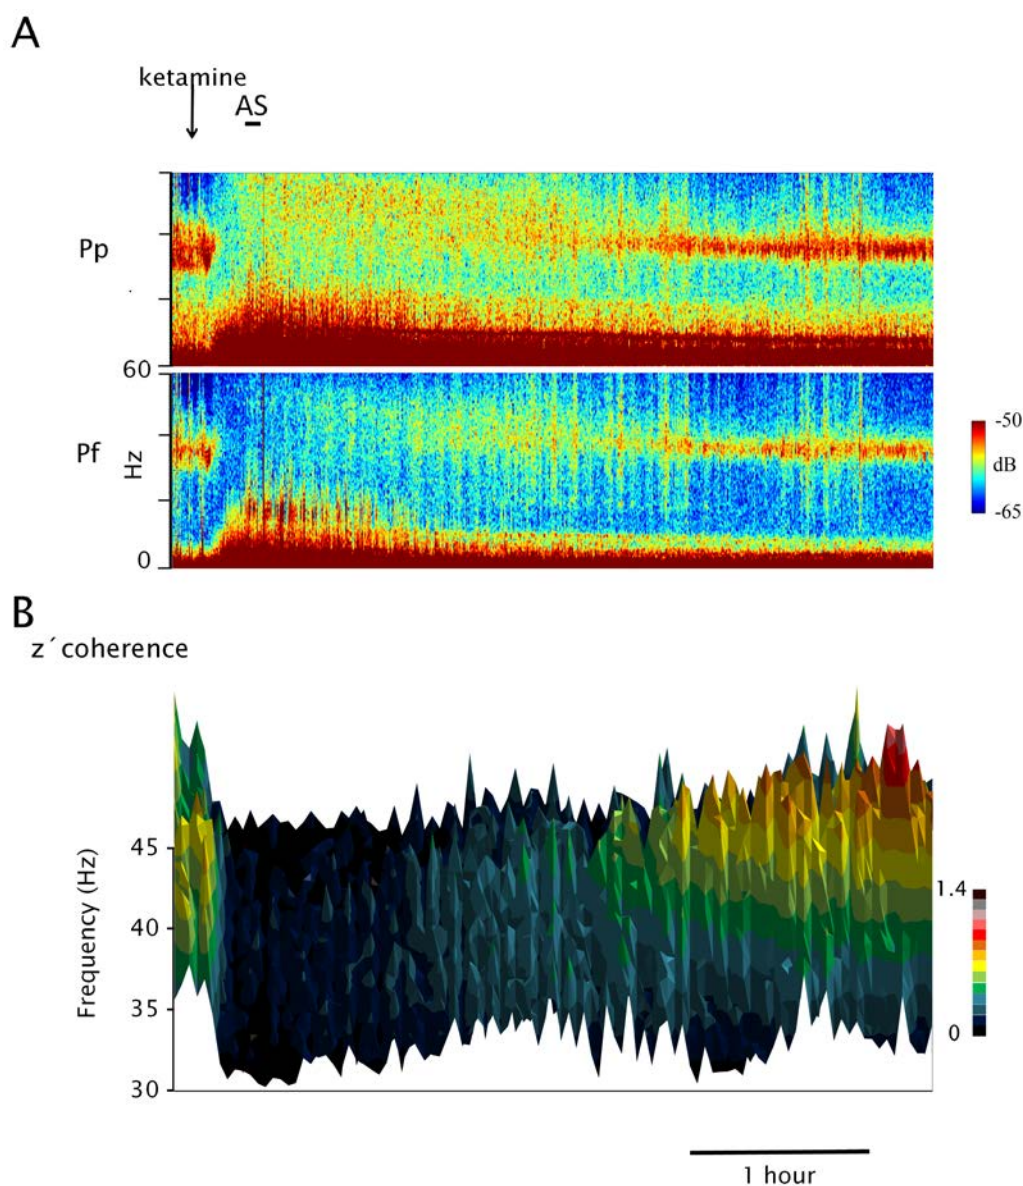 A
ketamine
AS
Pp
60
Pf
Hz
0
-50
dB
-65
B
z´coherence
45
40
35
30
Frequency (Hz)
1.4
0
1 hour